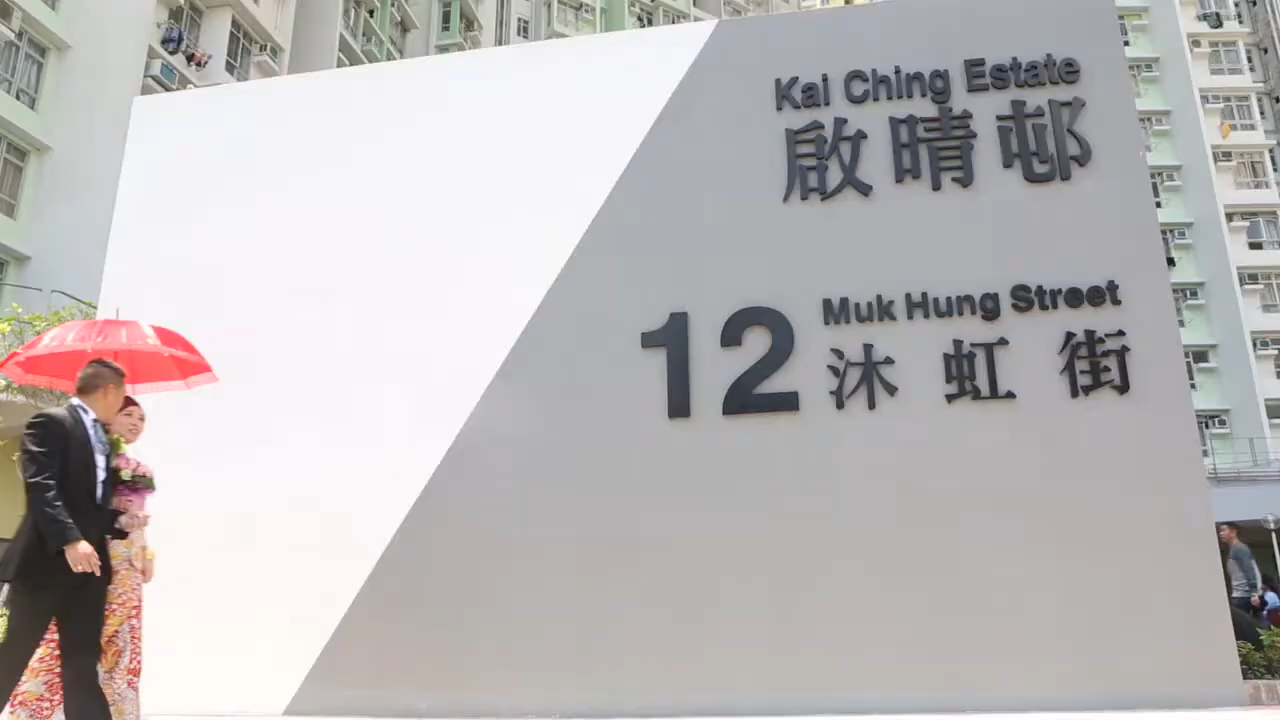 Kai Ching Estate
啟晴邨
12 Muk Hung Street
沐虹街